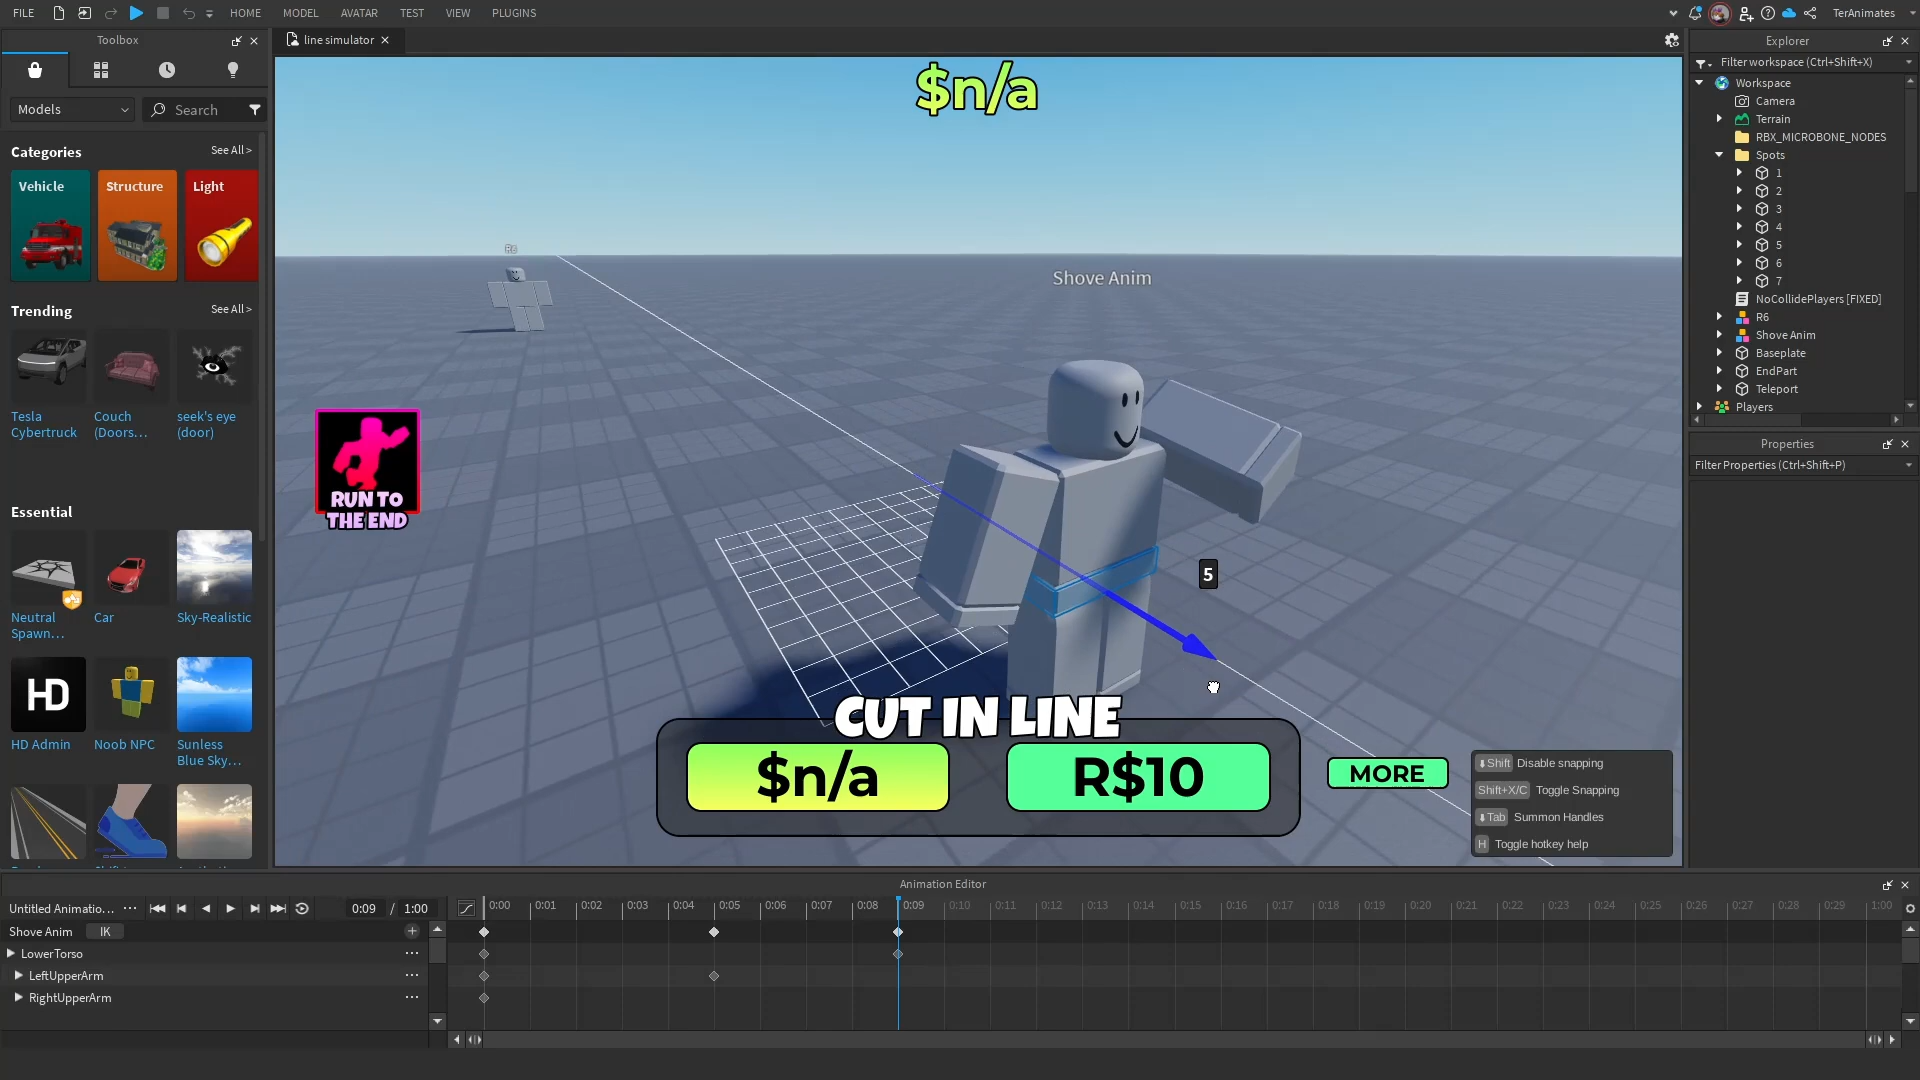 FILE
HOME
MODEL
AVATAR
TEST
VIEW
PLUGINS
TerAnimates
Toolbox
Models
Search
Categories
See All >
Vehicle
Structure
Light
Trending
See All >
Tesla
Cybertruck
Couch
(Doors...
seek's eye
(door)
Essential
See All >
Neutral
Spawn...
Car
Sky-Realistic
HD
HD Admin
Noob NPC
Sunless
Blue Sky...
line simulator
$n/a
R6
Shove Anim
RUN TO
THE END
5
CUT IN LINE
$n/a
R$10
MORE
Shift Disable snapping
Shift+X/C Toggle Snapping
Tab Summon Handles
H Toggle hotkey help
Explorer
Filter workspace (Ctrl+Shift+X)
Workspace
Camera
Terrain
RBX_MICROBONE_NODES
Spots
1
2
3
4
5
6
7
NoCollidePlayers [FIXED]
R6
Shove Anim
Baseplate
EndPart
Teleport
Players
Properties
Filter Properties (Ctrl+Shift+P)
Animation Editor
Untitled Animatio... ...
0:09 / 1:00
0:00 0:01 0:02 0:03 0:04 0:05 0:06 0:07 0:08 0:09 0:10 0:11 0:12 0:13 0:14 0:15 0:16 0:17 0:18 0:19 0:20 0:21 0:22 0:23 0:24 0:25 0:26 0:27 0:28 0:29 1:00
Shove Anim IK
LowerTorso ...
LeftUpperArm ...
RightUpperArm ...